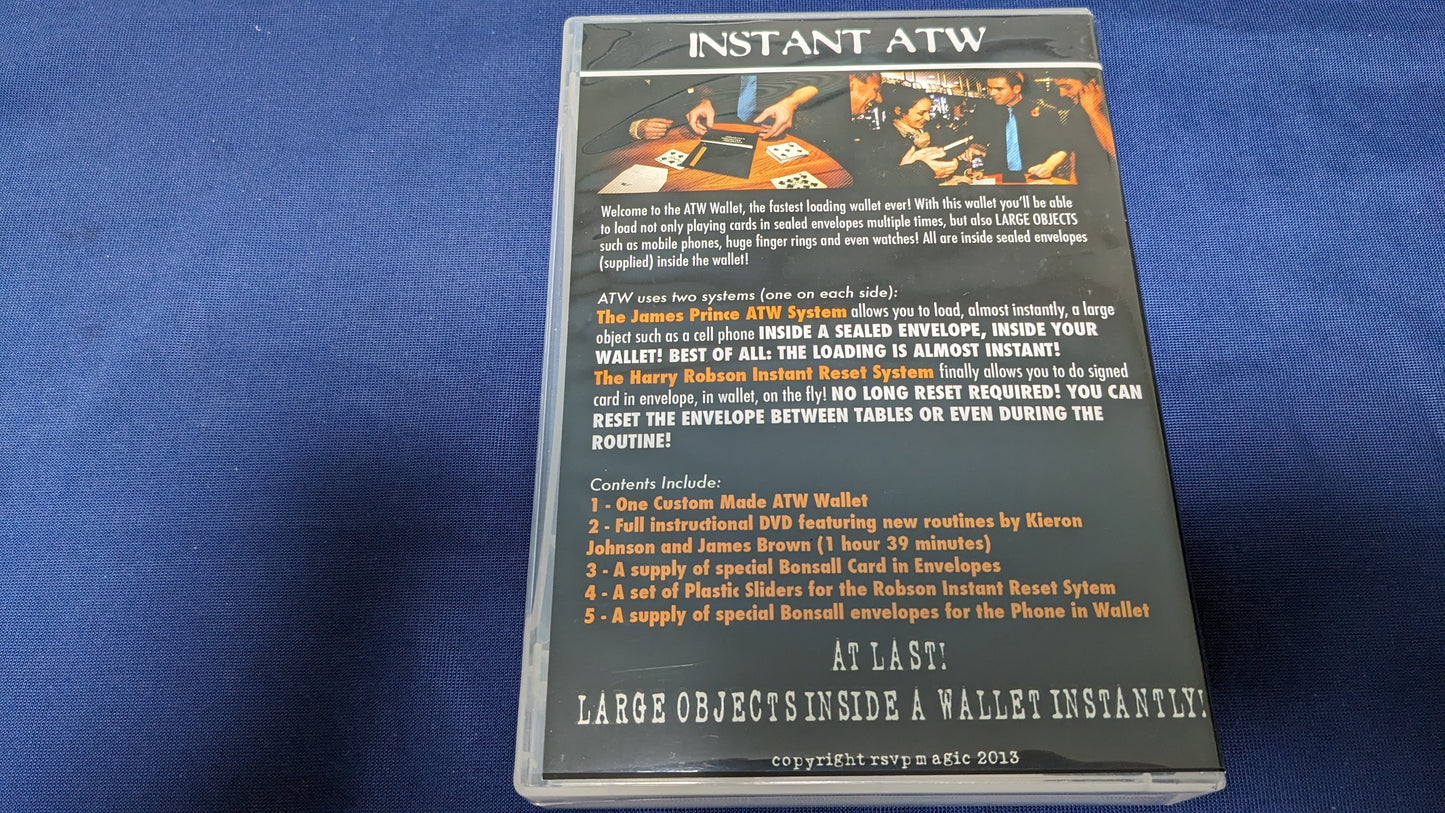 INSTANT ATW
Welcome to the ATW Wallet, the fastest loading wallet ever! With this wallet you'll be able
to load not only playing cards in sealed envelopes multiple times, but also LARGE OBJECTS
such as mobile phones, huge finger rings and even watches! All are inside sealed envelopes
(supplied) inside the wallet!
ATW uses two systems (one on each side):
The James Prince ATW System allows you to load, almost instantly, a large
object such as a cell phone INSIDE A SEALED ENVELOPE, INSIDE YOUR
WALLET! BEST OF ALL: THE LOADING IS ALMOST INSTANT!
The Harry Robson Instant Reset System finally allows you to do signed
card in envelope, in wallet, on the fly! NO LONG RESET REQUIRED! YOU CAN
RESET THE ENVELOPE BETWEEN TABLES OR EVEN DURING THE
ROUTINE!
Contents Include:
1 - One Custom Made ATW Wallet
2 - Full instructional DVD featuring new routines by Kieron
Johnson and James Brown (1 hour 39 minutes)
3 - A supply of special Bonsall Card in Envelopes
4 - A set of Plastic Sliders for the Robson Instant Reset Sytem
5 - A supply of special Bonsall envelopes for the Phone in Wallet
AT LAST!
LARGE OBJECTS INSIDE A WALLET INSTANTLY!
copyright rsvp magic 2013